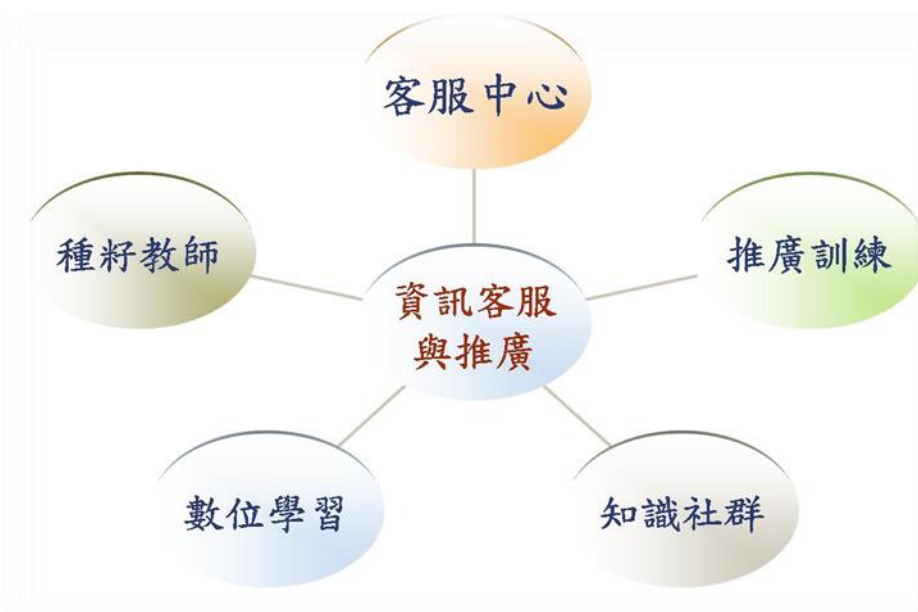 客服中心
種籽教師
推廣訓練
資訊客服
與推廣
數位學習
知識社群